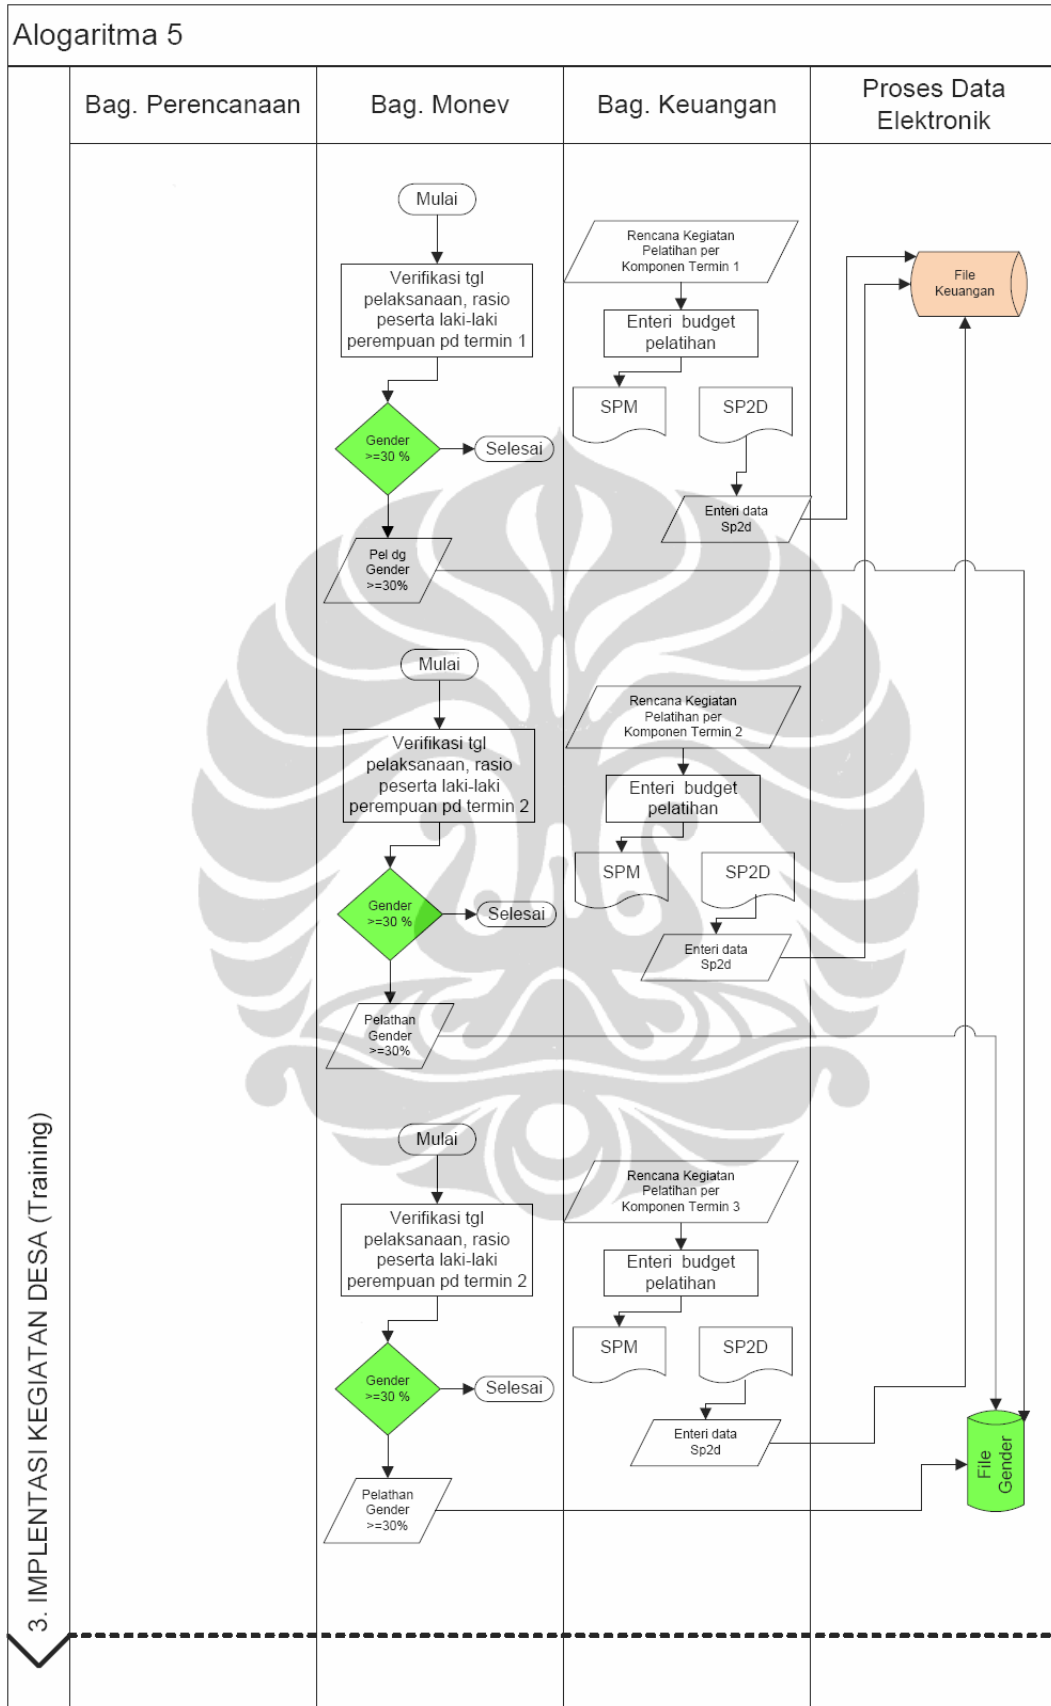 Alogaritma 5
Bag. Perencanaan
Bag. Monev
Bag. Keuangan
Proses Data
Elektronik
Mulai
Verifikasi tgl
pelaksanaan, rasio
peserta laki-laki
perempuan pd termin 1
Gender
>=30 %
Selesai
Pel dg
Gender
>=30%
Rencana Kegiatan
Pelatihan per
Komponen Termin 1
Enteri budget
pelatihan
SPM
SP2D
Enteri data
Sp2d
File
Keuangan
Mulai
Verifikasi tgl
pelaksanaan, rasio
peserta laki-laki
perempuan pd termin 2
Gender
>=30 %
Selesai
Pelathan
Gender
>=30%
Rencana Kegiatan
Pelatihan per
Komponen Termin 2
Enteri budget
pelatihan
SPM
SP2D
Enteri data
Sp2d
Mulai
Verifikasi tgl
pelaksanaan, rasio
peserta laki-laki
perempuan pd termin 2
Gender
>=30 %
Selesai
Pelathan
Gender
>=30%
Rencana Kegiatan
Pelatihan per
Komponen Termin 3
Enteri budget
pelatihan
SPM
SP2D
Enteri data
Sp2d
File
Gender
3. IMPLENTASI KEGIATAN DESA (Training)